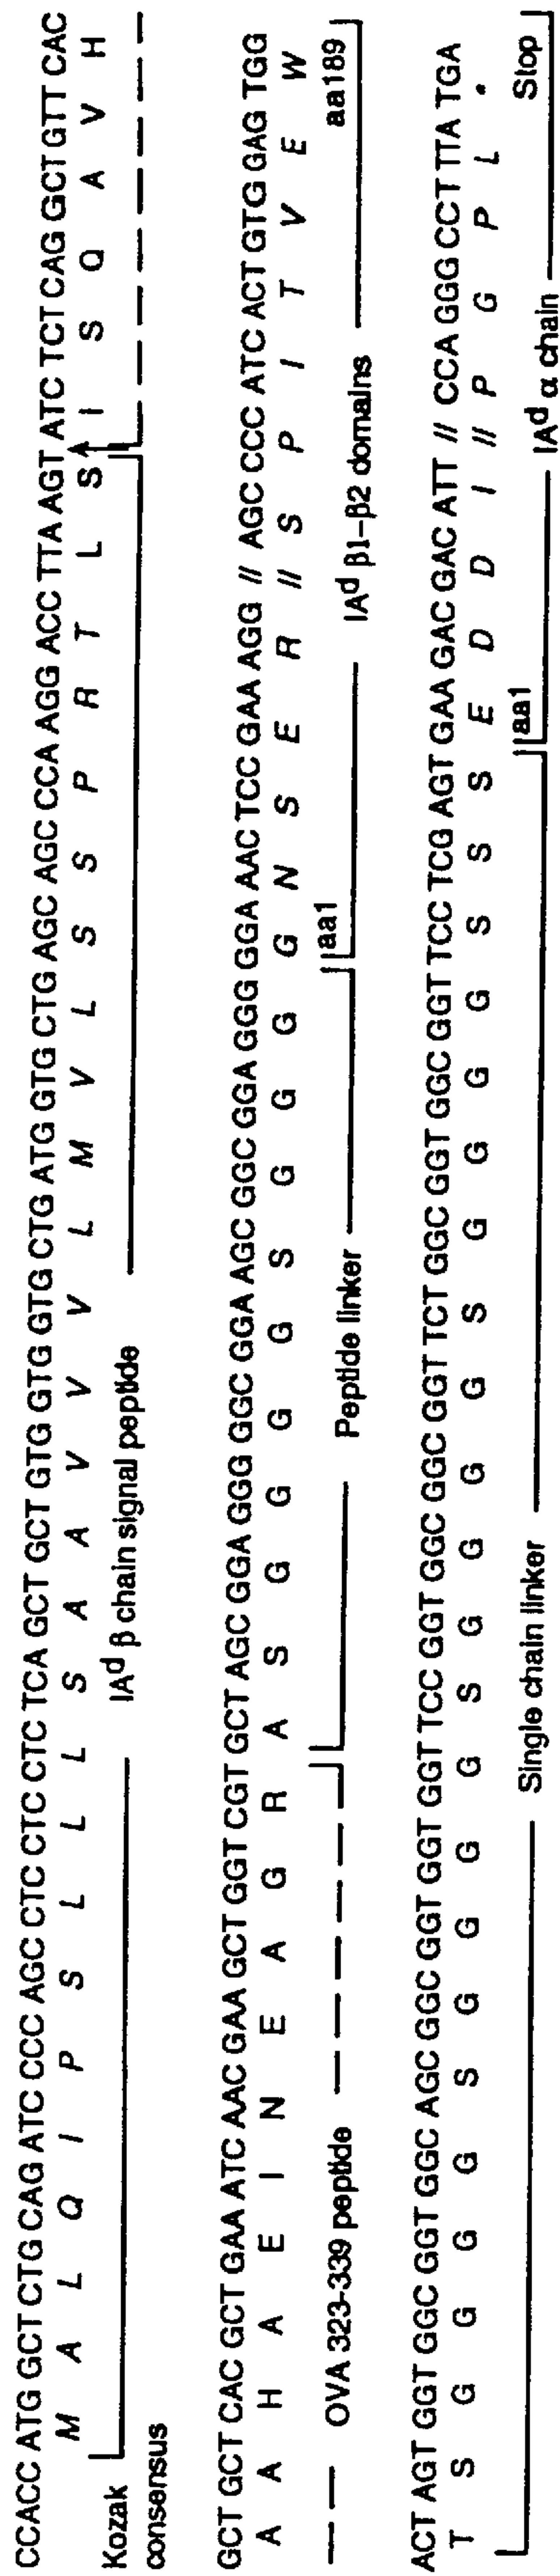 CCACC ATG GCT CTG CAG ATC CCC AGC CTC CTC CTC TCA GCT GCT GTG GTG GTG CTG ATG GTG CTG AGC AGC CCA AGG ACC TTA AGT ATC TCT CAG GCT GTT CAC
M A L Q I P S L L L S A A V V V L M V L S S P R T L S I S Q A V H
Kozak consensus
IAd β chain signal peptide
GCT GCT CAC GCT GAA ATC AAC GAA GCT GGT CGT GCT AGC GGA GGG GGC GGA AGC GGC GGA GGG GGA AAC TCC GAA AGG // AGC CCC ATC ACT GTG GAG TGG
A A H A E I N E A G R A S G G G G S G G G G N S E R // S P I T V E W
aa1 aa189
OVA 323-339 peptide Peptide linker IAd β1-β2 domains
ACT AGT GGT GGC GGT GGC AGC GGC GGT GGT GGT TCC GGT GGC GGC GGT TCT GGC GGT GGC GGT TCC TCG AGT GAA GAC GAC ATT // CCA GGG CCT TTA TGA
T S G G G G S G G G G S G G G G S G G G G S S S E D D I // P G P L •
aa1 Stop
Single chain linker IAd α chain